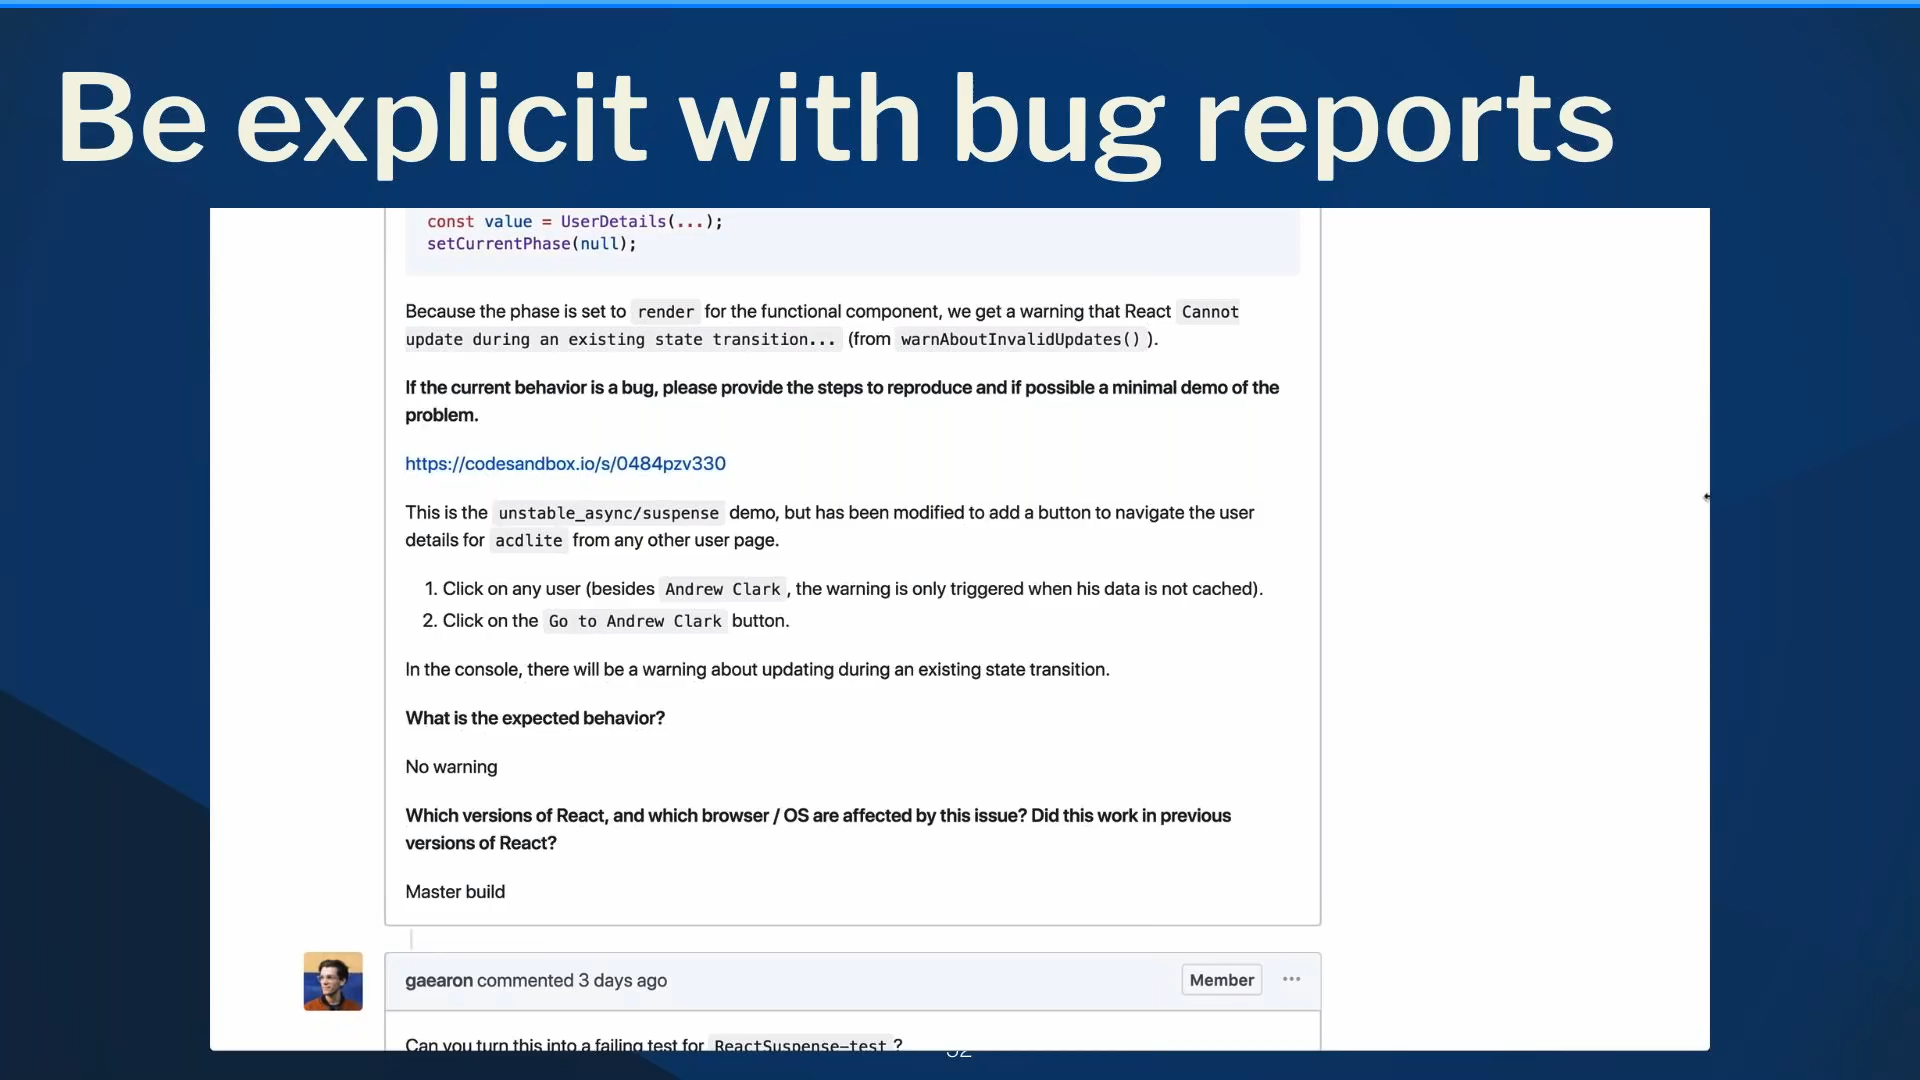 Be explicit with bug reports
const value = UserDetails(...);
setCurrentPhase(null);
Because the phase is set to render for the functional component, we get a warning that React Cannot
update during an existing state transition... (from warnAboutInvalidUpdates() ).
If the current behavior is a bug, please provide the steps to reproduce and if possible a minimal demo of the
problem.
https://codesandbox.io/s/0484pzv330
This is the unstable_async/suspense demo, but has been modified to add a button to navigate the user
details for acdlite from any other user page.
1. Click on any user (besides Andrew Clark , the warning is only triggered when his data is not cached).
2. Click on the Go to Andrew Clark button.
In the console, there will be a warning about updating during an existing state transition.
What is the expected behavior?
No warning
Which versions of React, and which browser / OS are affected by this issue? Did this work in previous
versions of React?
Master build
gaearon commented 3 days ago
Member
Can you turn this into a failing test for ReactSuspense-test ?